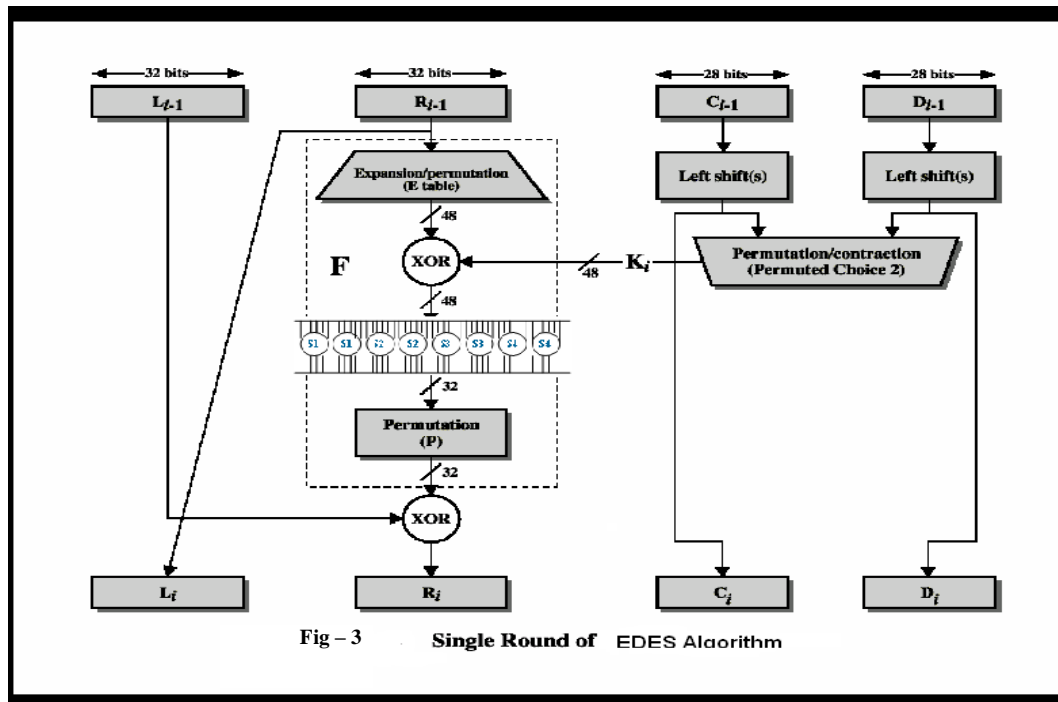 32 bits 32 bits 28 bits 28 bits
Li-1 Ri-1 Ci-1 Di-1
Expansion/permutation
(E table)
Left shift(s) Left shift(s)
48
F XOR 48 Ki
Permutation/contraction
(Permuted Choice 2)
48
S1 S1 S2 S2 S3 S3 S4 S4
32
Permutation
(P)
32
XOR
Li Ri Ci Di
Fig – 3 Single Round of EDES Algorithm